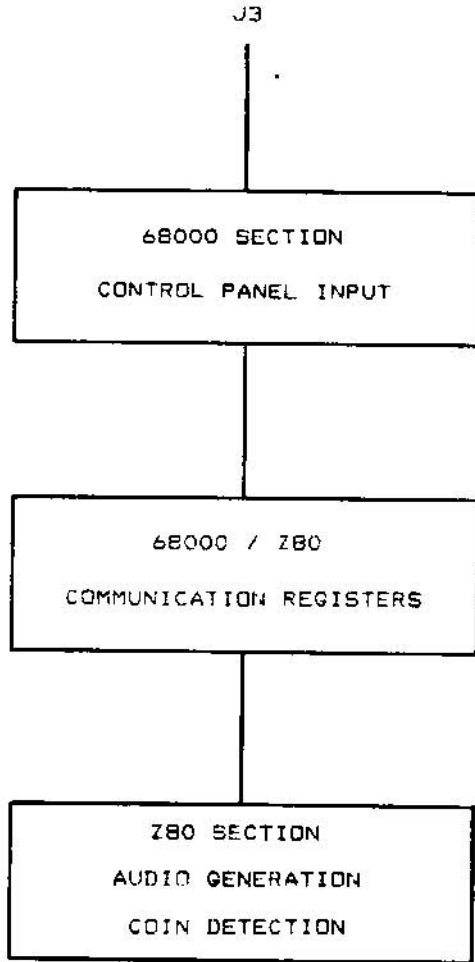 J3
68000 SECTION
CONTROL PANEL INPUT
68000 / Z80
COMMUNICATION REGISTERS
Z80 SECTION
AUDIO GENERATION
COIN DETECTION